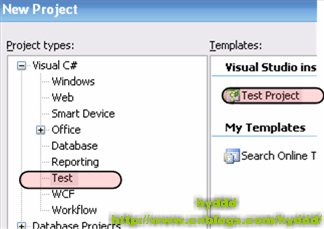 New Project
Project types:
Templates:
Visual C#
Windows
Web
Smart Device
Office
Database
Reporting
Test
WCF
Workflow
Database Projects
Visual Studio ins
Test Project
My Templates
Search Online T
hyddd